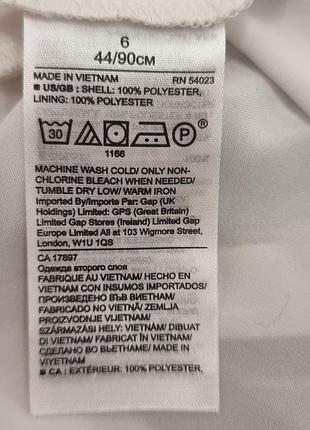 6
44/90см
MADE IN VIETNAM RN 54023
■ US/GB : SHELL: 100% POLYESTER,
LINING: 100% POLYESTER
30 P
1166
MACHINE WASH COLD/ ONLY NON-
CHLORINE BLEACH WHEN NEEDED/
TUMBLE DRY LOW/ WARM IRON
Imported By/Importe Par: Gap (UK
Holdings) Limited: GPS (Great Britain)
Limited Gap Stores (Ireland) Limited Gap
Europe Limited All at 103 Wigmore Street,
London, W1U 1QS
CA 17897
Одежда второго слоя
FABRIQUE AU VIETNAM/ HECHO EN
VIETNAM CON INSUMOS IMPORTADOS/
ПРОИЗВЕДЕНО ВЪВ ВИЕТНАМ/
FABRICADO NO VIETNÃ/ ZEMLJA
PROIZVODNJE VIJETNAM/
SZÁRMAZÁSI HELY: VIETNAM/ DIBUAT
DI VIETNAM/ FABRICAT ÎN VIETNAM/
СДЕЛАНО ВО ВЬЕТНАМЕ/ MADE IN VIỆTNAM
■ CA : EXTÉRIEUR: 100% POLYESTER,